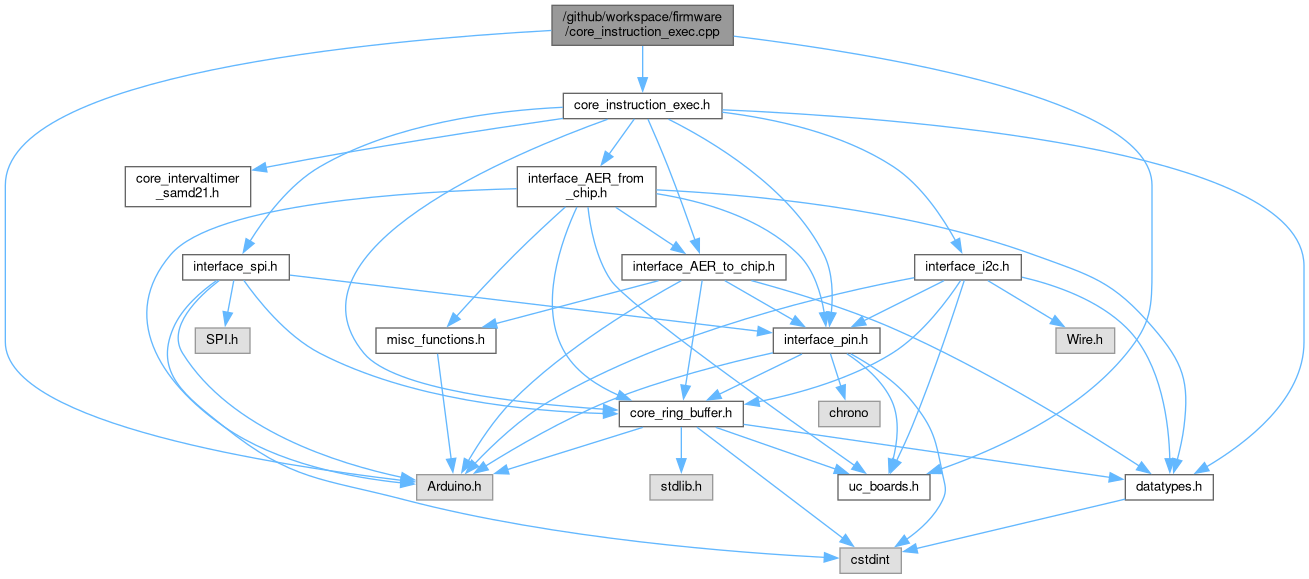 /github/workspace/firmware
/core_instruction_exec.cpp
core_instruction_exec.h
core_intervaltimer
_samd21.h
interface_AER_from
_chip.h
interface_spi.h
interface_AER_to_chip.h
interface_i2c.h
SPI.h
misc_functions.h
interface_pin.h
Wire.h
core_ring_buffer.h
chrono
Arduino.h
stdlib.h
uc_boards.h
datatypes.h
cstdint